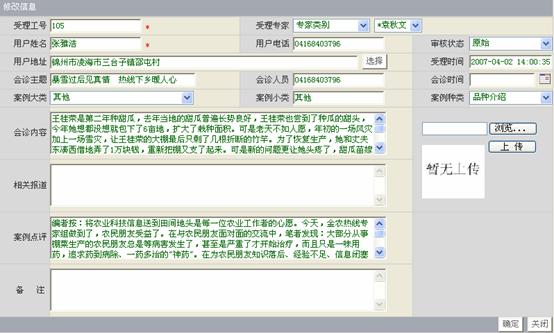 修改信息
受理工号 105 * 受理专家 专家类别 *袁秋文
用户姓名 张雅洁 * 用户电话 04168403796 审核状态 原始
用户地址 锦州市凌海市三台子镇邰屯村 选择 受理时间 2007-04-02 14:00:35
会诊主题 暴雪过后见真情 热线下乡暖人心 会诊人员 04168403796 会诊时间
案例大类 其他 案例小类 其他 案例种类 品种介绍
会诊内容
王桂荣是第二年种甜瓜，去年当地的甜瓜普遍长势良好，王桂荣也尝到了种瓜的甜头，
今年她想都没想就包下了6亩地，扩大了栽种面积。可是老天不如人愿，年初的一场风灾
加上一场雪灾，让王桂荣的大棚最后只剩了几根折断的竹竿。为了恢复生产，她和丈夫
东凑西借地弄了1万块钱，重新把棚又支了起来。可是新的问题更让她头疼了，甜瓜苗嫁
浏览...
上 传
暂无上传
相关报道
案例点评
编者按：将农业科技信息送到田间地头是每一位农业工作者的心愿。今天，金农热线专
家组做到了，农民朋友受益了。在与农民朋友面对面的交流中，笔者发现：大部分从事
棚菜生产的农民朋友总是等病害发生了，甚至是严重了才开始治疗，而且只是一味用
药，追求药到病除、一药多治的“神药”。在为农民朋友知识落后、经验不足、信息闭塞
备 注
确定 关闭